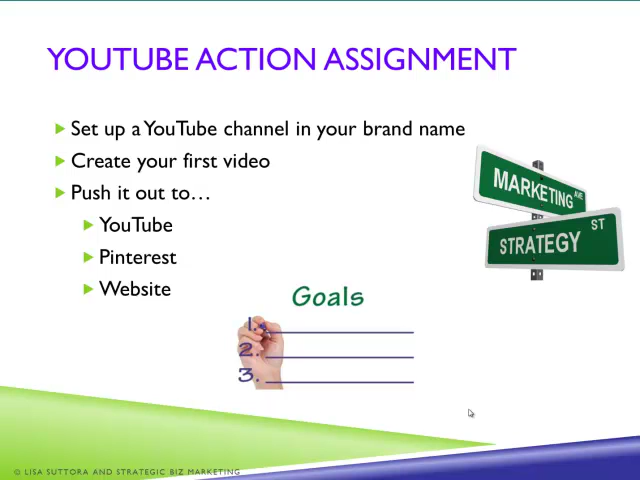 YOUTUBE ACTION ASSIGNMENT
Set up a YouTube channel in your brand name
Create your first video
Push it out to…
YouTube
Pinterest
Website
MARKETING AVE
STRATEGY ST
Goals
1.
2.
3.
© LISA SUTTORA AND STRATEGIC BIZ MARKETING